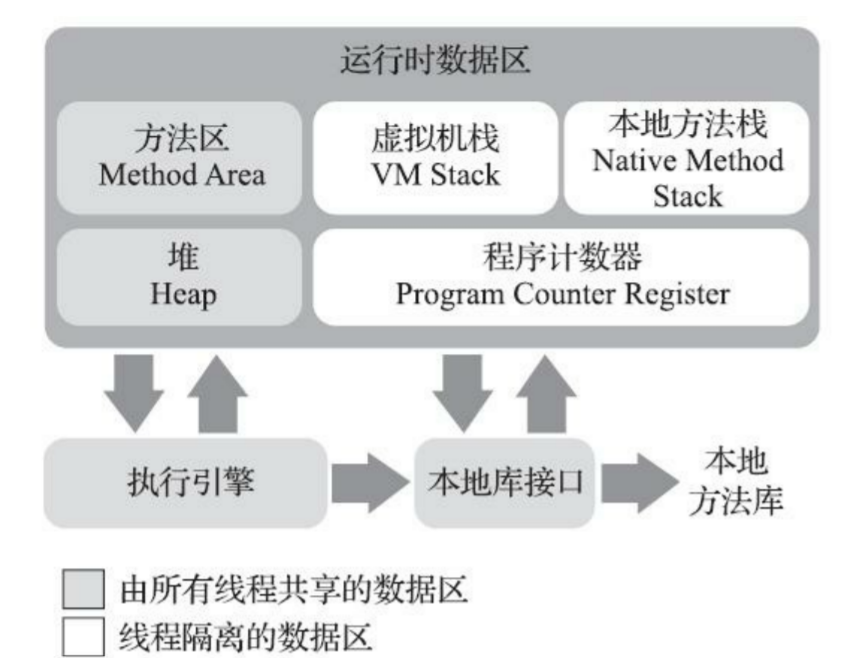 运行时数据区
方法区
Method Area
虚拟机栈
VM Stack
本地方法栈
Native Method
Stack
堆
Heap
程序计数器
Program Counter Register
执行引擎
本地库接口
本地
方法库
由所有线程共享的数据区
线程隔离的数据区